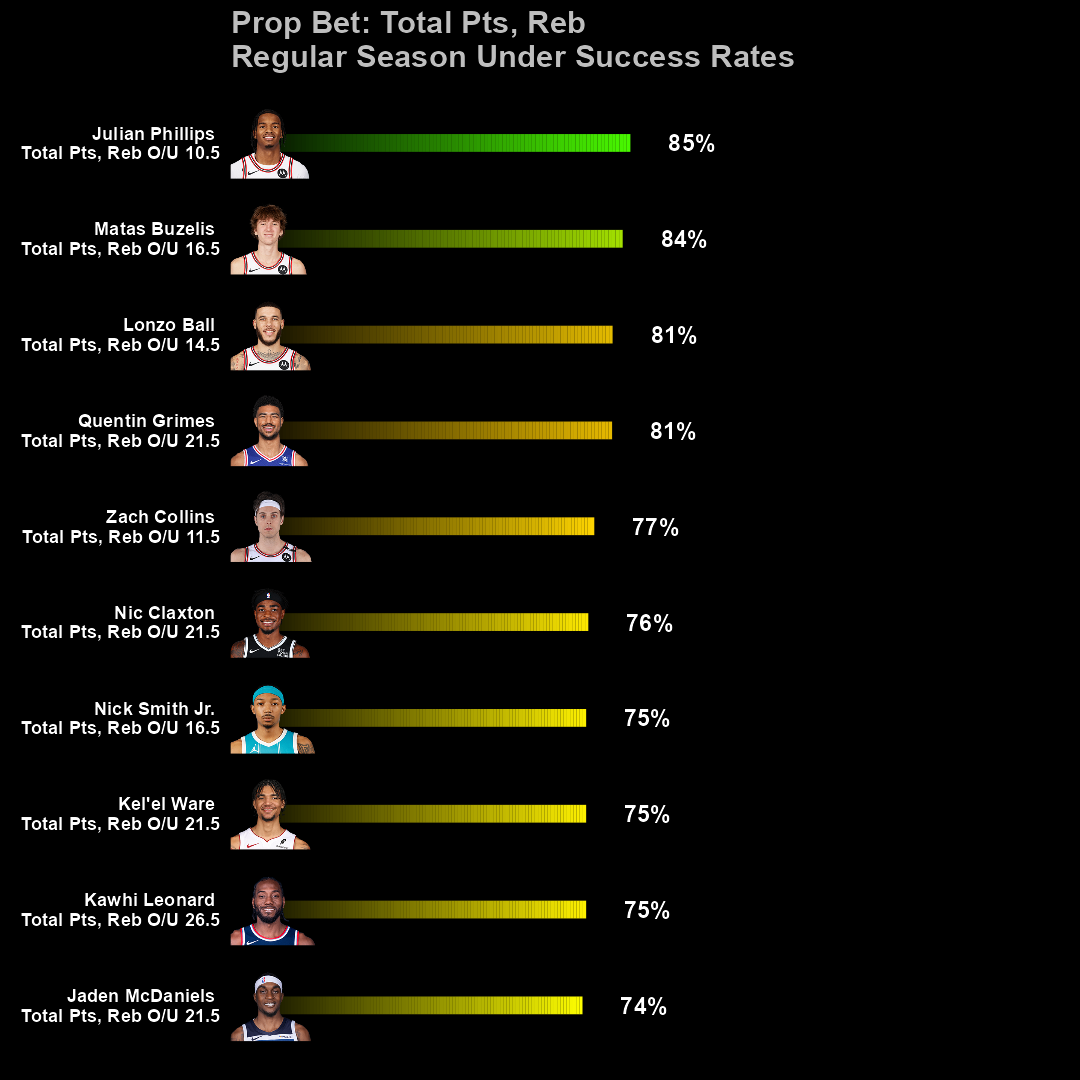 Prop Bet: Total Pts, Reb
Regular Season Under Success Rates
Julian Phillips
Total Pts, Reb O/U 10.5
85%
Matas Buzelis
Total Pts, Reb O/U 16.5
84%
Lonzo Ball
Total Pts, Reb O/U 14.5
81%
Quentin Grimes
Total Pts, Reb O/U 21.5
81%
Zach Collins
Total Pts, Reb O/U 11.5
77%
Nic Claxton
Total Pts, Reb O/U 21.5
76%
Nick Smith Jr.
Total Pts, Reb O/U 16.5
75%
Kel'el Ware
Total Pts, Reb O/U 21.5
75%
Kawhi Leonard
Total Pts, Reb O/U 26.5
75%
Jaden McDaniels
Total Pts, Reb O/U 21.5
74%